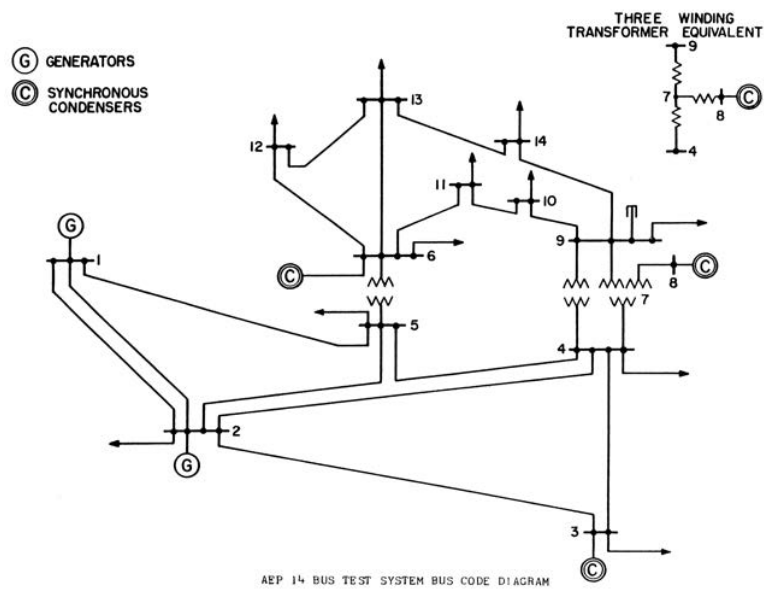 THREE WINDING
TRANSFORMER EQUIVALENT
9
7
C
8
4
G GENERATORS
C SYNCHRONOUS
CONDENSERS
13
12
14
11
10
G
1
9
6
C
8
C
7
5
4
2
G
3
C
AEP 14 BUS TEST SYSTEM BUS CODE DIAGRAM